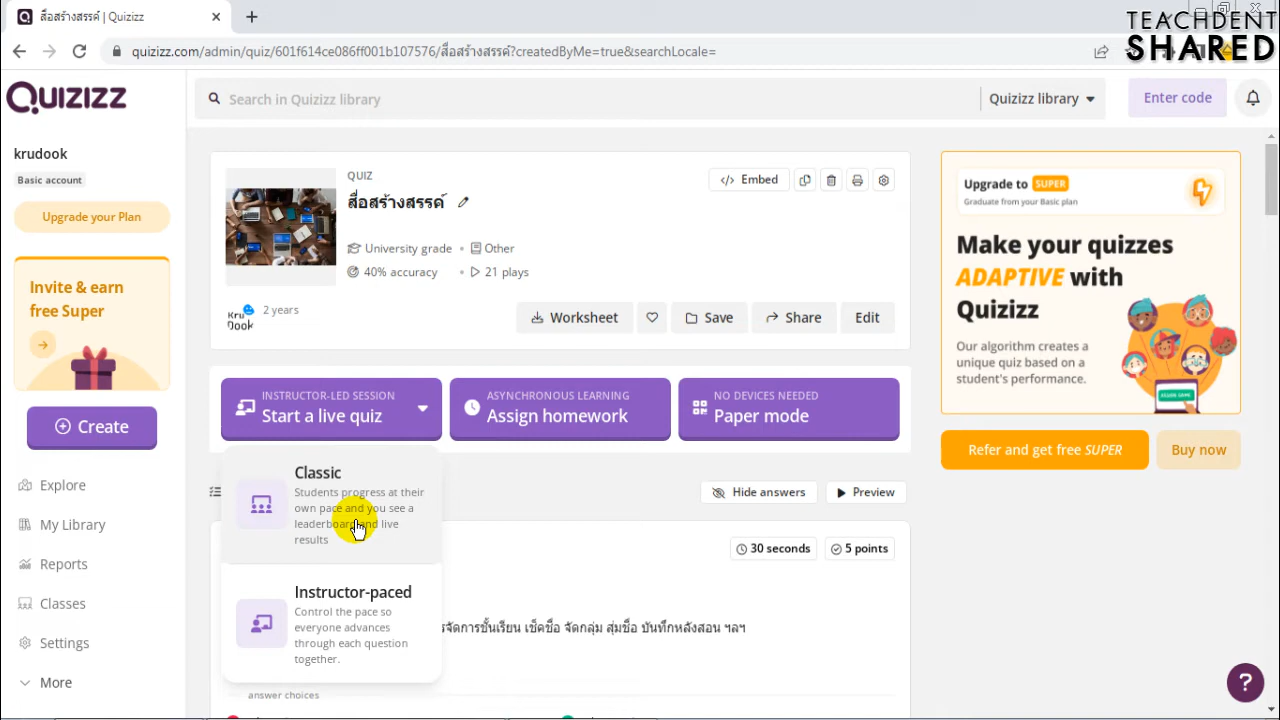 สื่อสร้างสรรค์ | Quizizz
TEACHDENT
SHARED
quizizz.com/admin/quiz/601f614ce086ff001b107576/สื่อสร้างสรรค์?createdByMe=true&searchLocale=
QUIZIZZ
Search in Quizizz library
Quizizz library
Enter code
krudook
Basic account
Upgrade your Plan
Invite & earn
free Super
Create
Explore
My Library
Reports
Classes
Settings
More
QUIZ
สื่อสร้างสรรค์
Embed
University grade
Other
40% accuracy
21 plays
Kru
Dook
2 years
Worksheet
Save
Share
Edit
INSTRUCTOR-LED SESSION
Start a live quiz
ASYNCHRONOUS LEARNING
Assign homework
NO DEVICES NEEDED
Paper mode
Classic
Students progress at their
own pace and you see a
leaderboard and live
results
Instructor-paced
Control the pace so
everyone advances
through each question
together.
Hide answers
Preview
30 seconds
5 points
จัดการชั้นเรียน เช็คชื่อ จัดกลุ่ม สุ่มชื่อ บันทึกหลังสอน ฯลฯ
answer choices
Upgrade to SUPER
Graduate from your Basic plan
Make your quizzes
ADAPTIVE with
Quizizz
Our algorithm creates a
unique quiz based on a
student's performance.
ASSIGN GAME
Refer and get free SUPER
Buy now
?